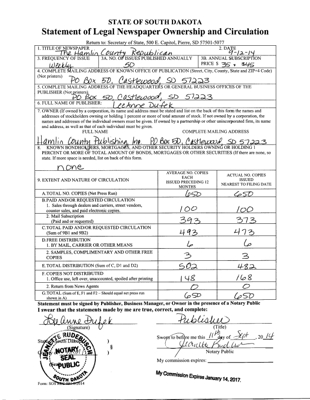 STATE OF SOUTH DAKOTA
Statement of Legal Newspaper Ownership and Circulation
Return to: Secretary of State, 500 E. Capitol, Pierre, SD 57501-5077
1. TITLE OF NEWSPAPER 2. DATE
The Hamlin County Republican 9-12-14
3. FREQUENCY OF ISSUE 3A. NO. OF ISSUES PUBLISHED ANNUALLY 3B. ANNUAL SUBSCRIPTION
Weekly 50 PRICE $ 35 + $45
4. COMPLETE MAILING ADDRESS OF KNOWN OFFICE OF PUBLICATION (Street, City, County, State and ZIP+4 Code)
(Not printers) PO Box 50, Castlewood, SD 57223
5. COMPLETE MAILING ADDRESS OF THE HEADQUARTERS OR GENERAL BUSINESS OFFICES OF THE
PUBLISHER (Not printers)
PO Box 50, Castlewood, SD 57223
6. FULL NAME OF PUBLISHER:
LeeAnne Dufek
7. OWNER (If owned by a corporation, its name and address must be stated and list on the back of this form the names and
addresses of stockholders owning or holding 1 percent or more of total amount of stock. If not owned by a corporation, the
names and addresses of the individual owners must be given. If owned by a partnership or other unincorporated firm, its name
and address, as well as that of each individual must be given.
FULL NAME COMPLETE MAILING ADDRESS
Hamlin County Publishing Inc PO Box 50, Castlewood SD 57223
8. KNOWN BONDHOLDERS, MORTGAGES, AND OTHER SECURITY HOLDERS OWNING OR HOLDING 1
PERCENT OR MORE OF TOTAL AMOUNT OF BONDS, MORTGAGES OR OTHER SECURITIES (If there are none, so
state. If more space is needed, list on back of this form.
none
9. EXTENT AND NATURE OF CIRCULATION AVERAGE NO. COPIES EACH ISSUED PRECEDING 12 MONTHS ACTUAL NO. COPIES ISSUED NEAREST TO FILING DATE
A. TOTAL NO. COPIES (Net Press Run) 650 650
B. PAID AND/OR REQUESTED CIRCULATION
1. Sales through dealers and carriers, street vendors,
counter sales, and paid electronic copies. 100 100
2. Mail Subscription
(Paid and or requested) 393 373
C. TOTAL PAID AND/OR REQUESTED CIRCULATION
(Sum of 9B1 and 9B2) 493 473
D. FREE DISTRIBUTION
1. BY MAIL, CARRIER OR OTHER MEANS 6 6
2. SAMPLES, COMPLIMENTARY AND OTHER FREE
COPIES 3 3
E. TOTAL DISTRIBUTION (Sum of C, D1 and D2) 502 482
F. COPIES NOT DISTRIBUTED
1. Office use, left over, unaccounted, spoiled after printing 148 168
2. Return from News Agents 0 0
G. TOTAL (Sum of E, F1 and F2 - Should equal net press run
shown in A) 650 650
Statement must be signed by Publisher, Business Manager, or Owner in the presence of a Notary Public
I swear that the statements made by me are true, correct, and complete:
LeeAnne Dufek Publisher
(Signature) (Title)
before me this 11th day of Sept 20 14
Notary Public
My commission expires:
NOTARY
SEAL
PUBLIC
SOUTH DAKOTA
My Commission Expires January 14, 2017.